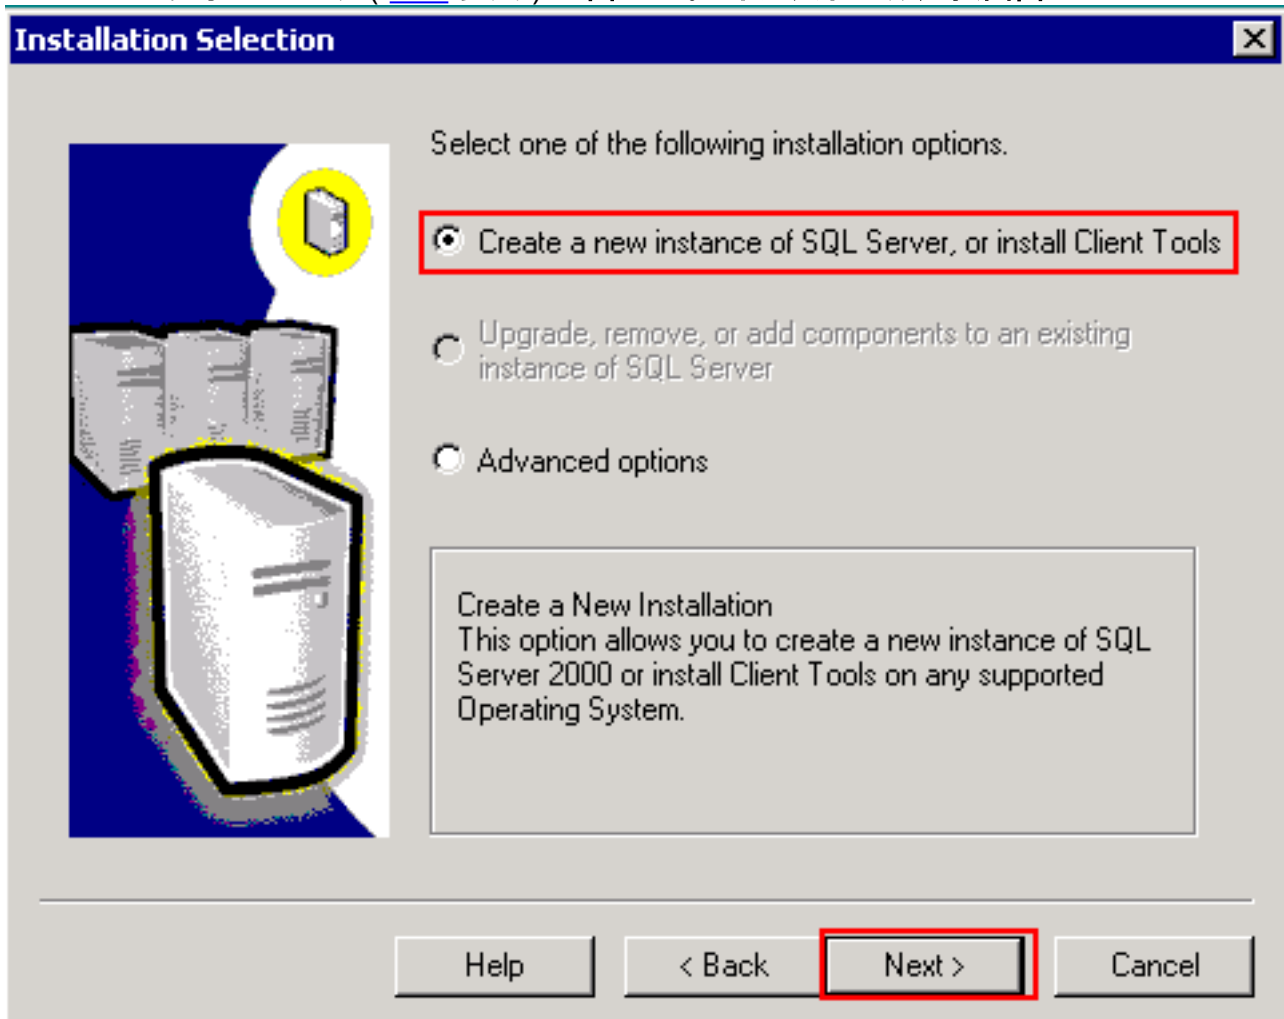 Installation Selection
Select one of the following installation options.
Create a new instance of SQL Server, or install Client Tools
Upgrade, remove, or add components to an existing
instance of SQL Server
Advanced options
Create a New Installation
This option allows you to create a new instance of SQL
Server 2000 or install Client Tools on any supported
Operating System.
Help
< Back
Next >
Cancel